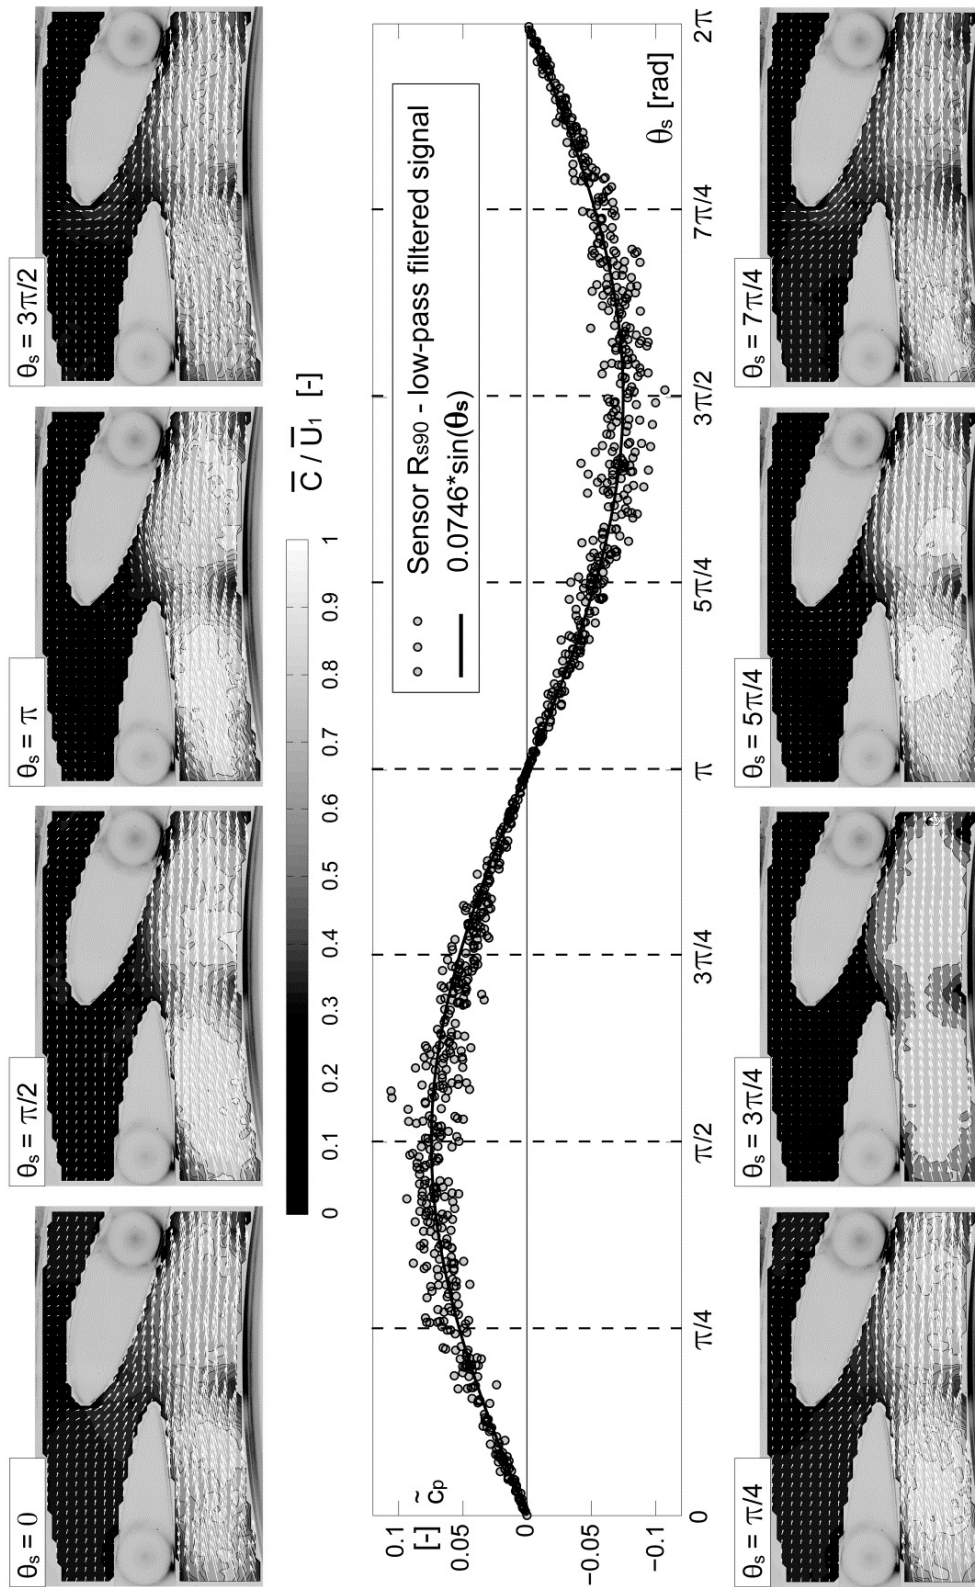 θs = 0
θs = π/2
θs = π
θs = 3π/2
C̅ / U̅1 [-]
0 0.1 0.2 0.3 0.4 0.5 0.6 0.7 0.8 0.9 1
Sensor RS90 - low-pass filtered signal
0.0746*sin(θs)
c̃p
[-]
0.1
0.05
0
−0.05
−0.1
0 π/4 π/2 3π/4 π 5π/4 3π/2 7π/4 2π
θs [rad]
θs = π/4
θs = 3π/4
θs = 5π/4
θs = 7π/4